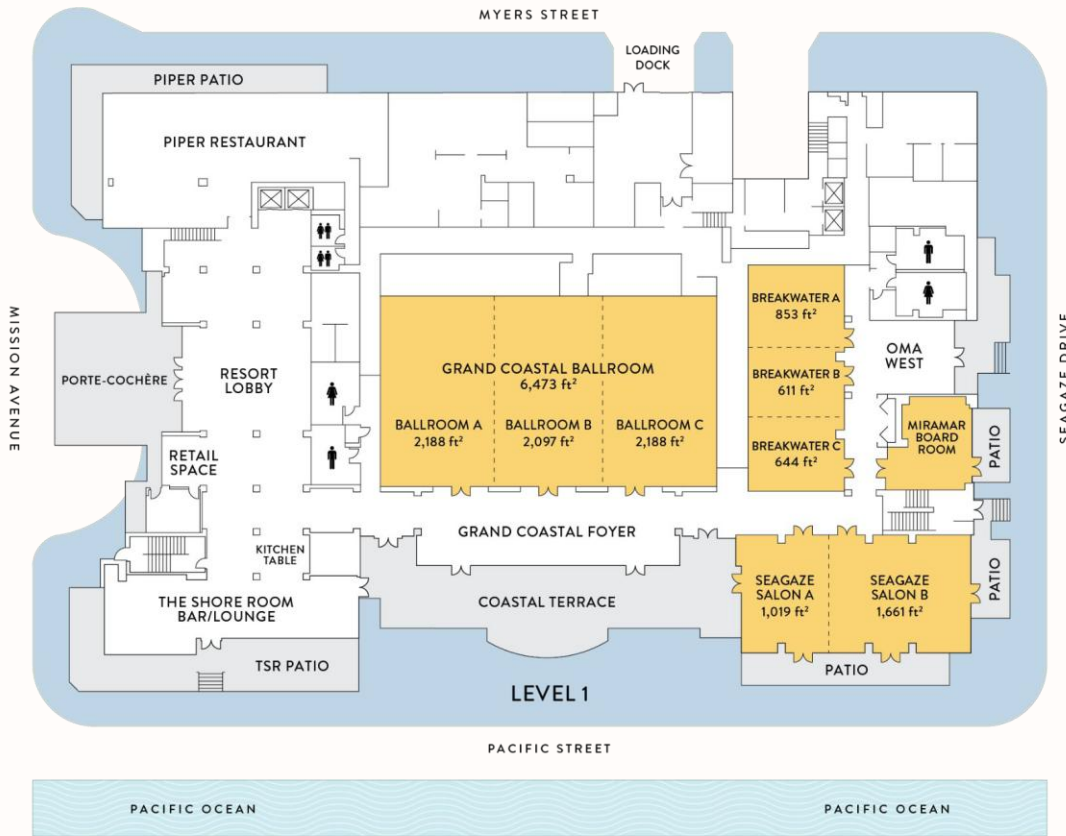 MYERS STREET
LOADING
DOCK
PIPER PATIO
PIPER RESTAURANT
BREAKWATER A
853 ft²
MISSION AVENUE
SEAGAZE DRIVE
PORTE-COCHÈRE
RESORT
LOBBY
GRAND COASTAL BALLROOM
6,473 ft²
OMA
WEST
BREAKWATER B
611 ft²
BALLROOM A
2,188 ft²
BALLROOM B
2,097 ft²
BALLROOM C
2,188 ft²
BREAKWATER C
644 ft²
MIRAMAR
BOARD
ROOM
PATIO
RETAIL
SPACE
GRAND COASTAL FOYER
KITCHEN
TABLE
THE SHORE ROOM
BAR/LOUNGE
COASTAL TERRACE
SEAGAZE
SALON A
1,019 ft²
SEAGAZE
SALON B
1,661 ft²
PATIO
TSR PATIO
PATIO
LEVEL 1
PACIFIC STREET
PACIFIC OCEAN
PACIFIC OCEAN